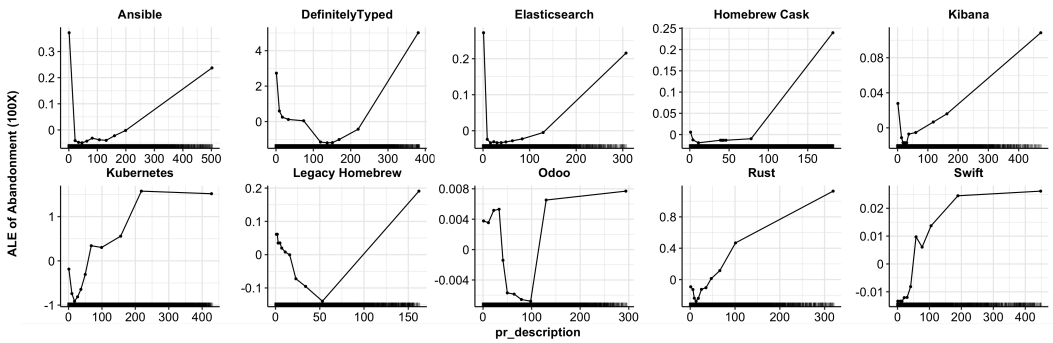 Ansible
DefinitelyTyped
Elasticsearch
Homebrew Cask
Kibana
0.3
0.2
0.1
0
0 100 200 300 400 500
4
2
0
0 100 200 300 400
0.2
0.1
0
0 100 200 300
0.25
0.20
0.15
0.10
0.05
0
0 50 100 150
0.08
0.04
0
0 100 200 300 400
ALE of Abandonment (100X)
Kubernetes
Legacy Homebrew
Odoo
Rust
Swift
1
0
-1
0 100 200 300 400
0.2
0.1
0
-0.1
0 50 100 150
0.008
0.004
0
-0.004
0 100 200 300
0.8
0.4
0
0 100 200 300
0.02
0.01
0
-0.01
0 100 200 300 400
pr_description